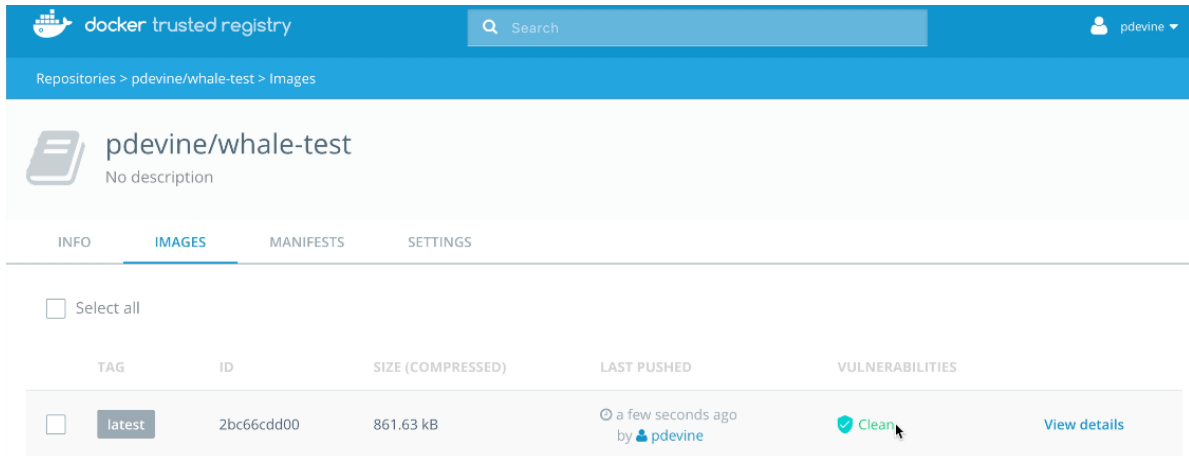 docker trusted registry
Search
pdevine
Repositories > pdevine/whale-test > Images
pdevine/whale-test
No description
INFO IMAGES MANIFESTS SETTINGS
Select all
TAG ID SIZE (COMPRESSED) LAST PUSHED VULNERABILITIES
latest 2bc66cdd00 861.63 kB a few seconds ago Clean View details
by pdevine